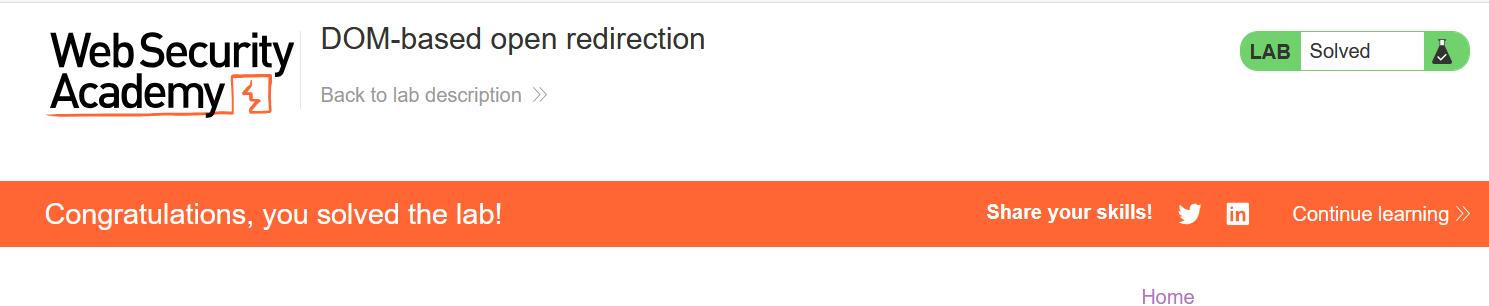 Web Security
Academy
DOM-based open redirection
Back to lab description
LAB Solved
Congratulations, you solved the lab!
Share your skills!
Continue learning
Home